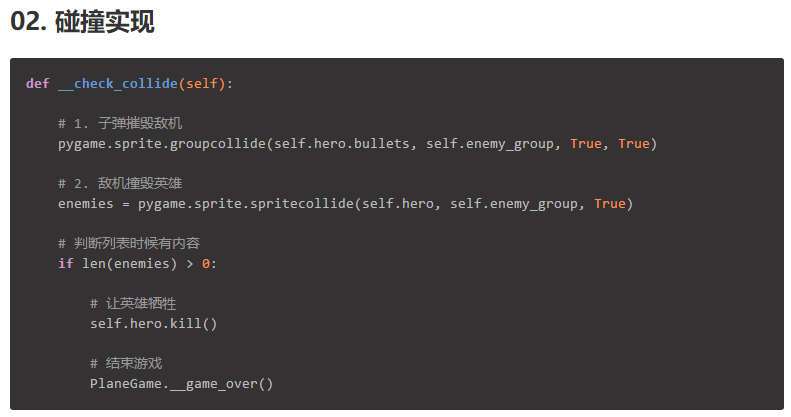 02. 碰撞实现
def __check_collide(self):
# 1. 子弹摧毁敌机
pygame.sprite.groupcollide(self.hero.bullets, self.enemy_group, True, True)
# 2. 敌机撞毁英雄
enemies = pygame.sprite.spritecollide(self.hero, self.enemy_group, True)
# 判断列表时候有内容
if len(enemies) > 0:
# 让英雄牺牲
self.hero.kill()
# 结束游戏
PlaneGame.__game_over()